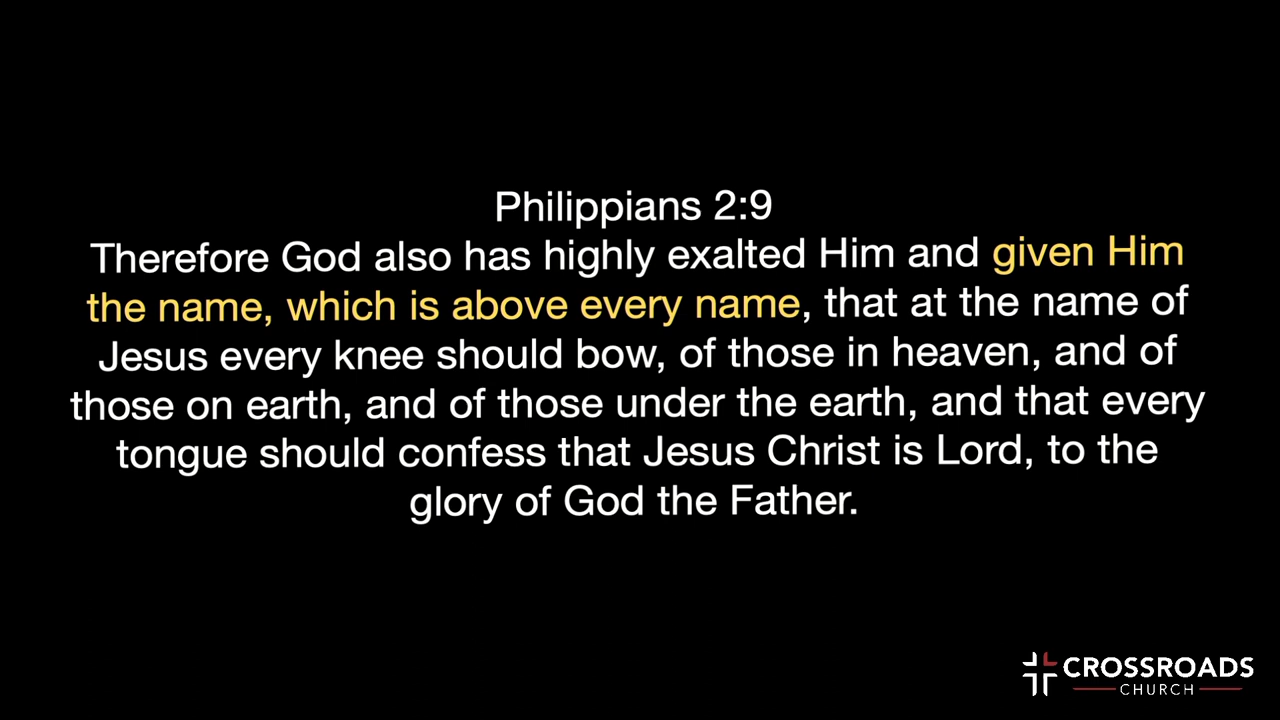 Philippians 2:9
Therefore God also has highly exalted Him and given Him
the name, which is above every name, that at the name of
Jesus every knee should bow, of those in heaven, and of
those on earth, and of those under the earth, and that every
tongue should confess that Jesus Christ is Lord, to the
glory of God the Father.
CROSSROADS
CHURCH